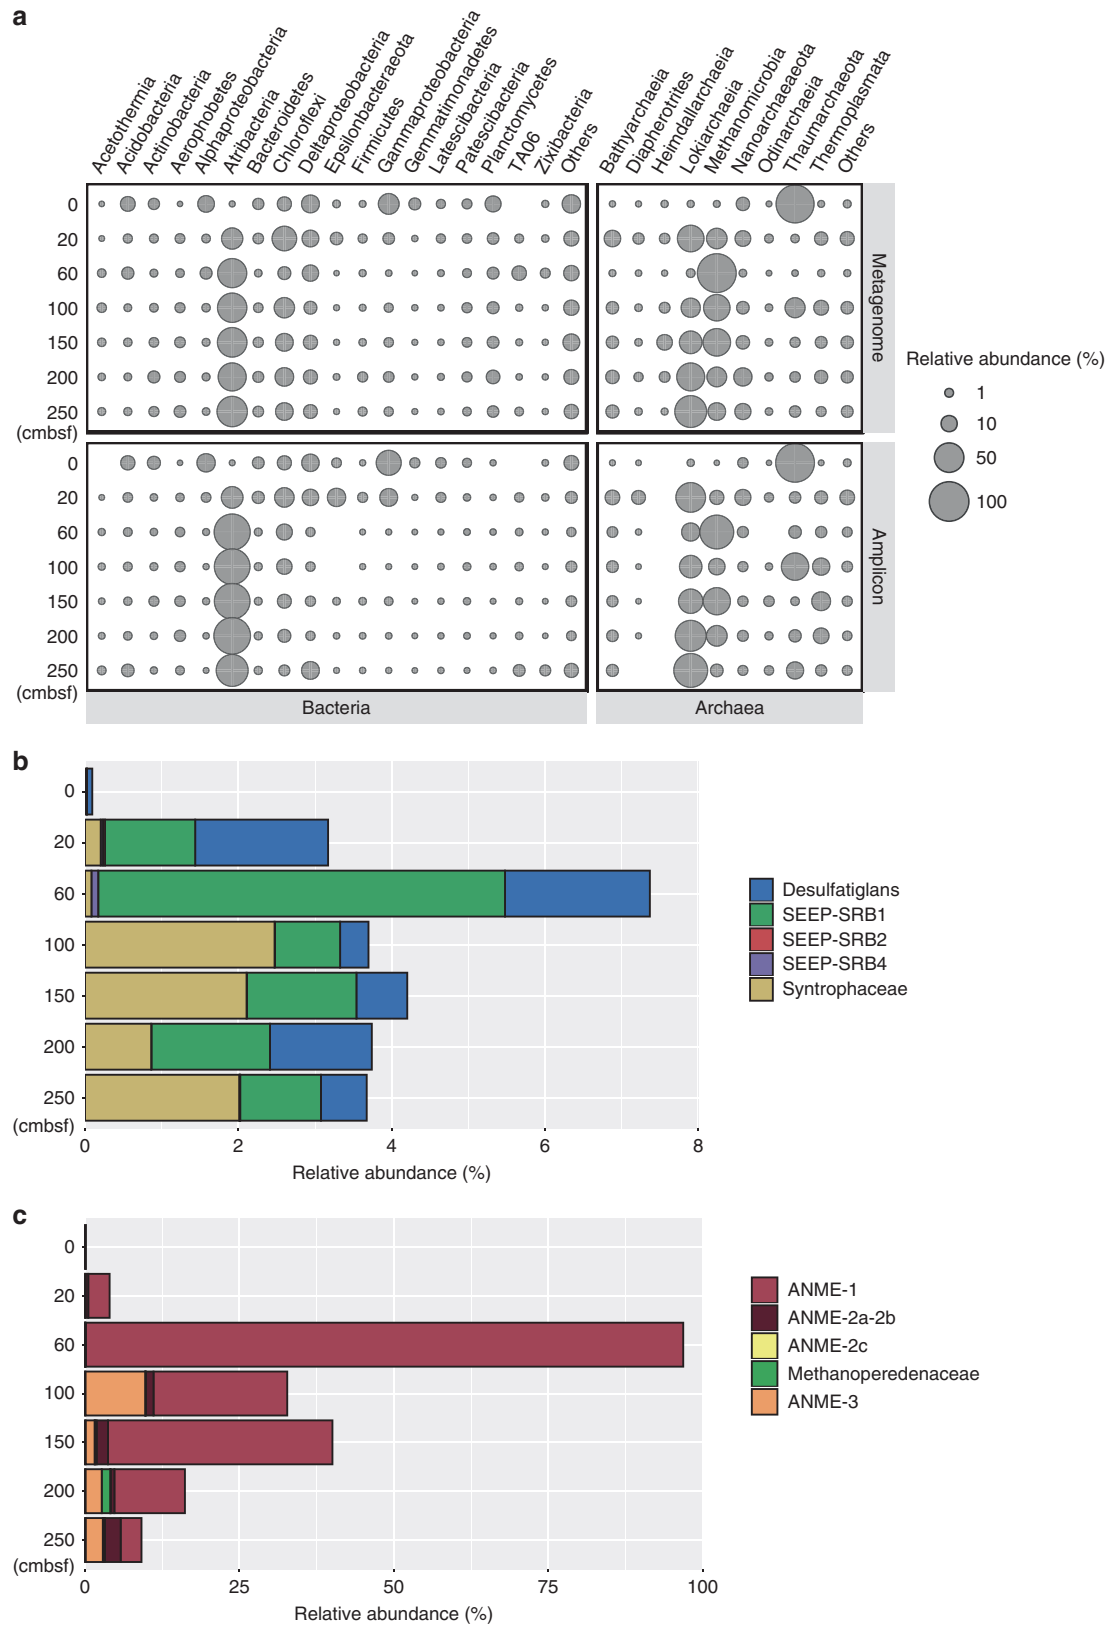 a
Acetothermia
Acidobacteria
Actinobacteria
Aerophobetes
Alphaproteobacteria
Atribacteria
Bacteroidetes
Chloroflexi
Deltaproteobacteria
Epsilonbacteraeota
Firmicutes
Gammaproteobacteria
Gemmatimonadetes
Latescibacteria
Patescibacteria
Planctomycetes
TA06
Zixibacteria
Others
Bathyarchaeia
Diapherotrites
Heimdallarchaeia
Lokiarchaeia
Methanomicrobia
Nanoarchaeaeota
Odinarchaeia
Thaumarchaeota
Thermoplasmata
Others
0
20
60
100
150
200
250
(cmbsf)
Metagenome
0
20
60
100
150
200
250
(cmbsf)
Amplicon
Bacteria
Archaea
Relative abundance (%)
1
10
50
100
b
0
20
60
100
150
200
250
(cmbsf)
0 2 4 6 8
Relative abundance (%)
Desulfatiglans
SEEP-SRB1
SEEP-SRB2
SEEP-SRB4
Syntrophaceae
c
0
20
60
100
150
200
250
(cmbsf)
0 25 50 75 100
Relative abundance (%)
ANME-1
ANME-2a-2b
ANME-2c
Methanoperedenaceae
ANME-3